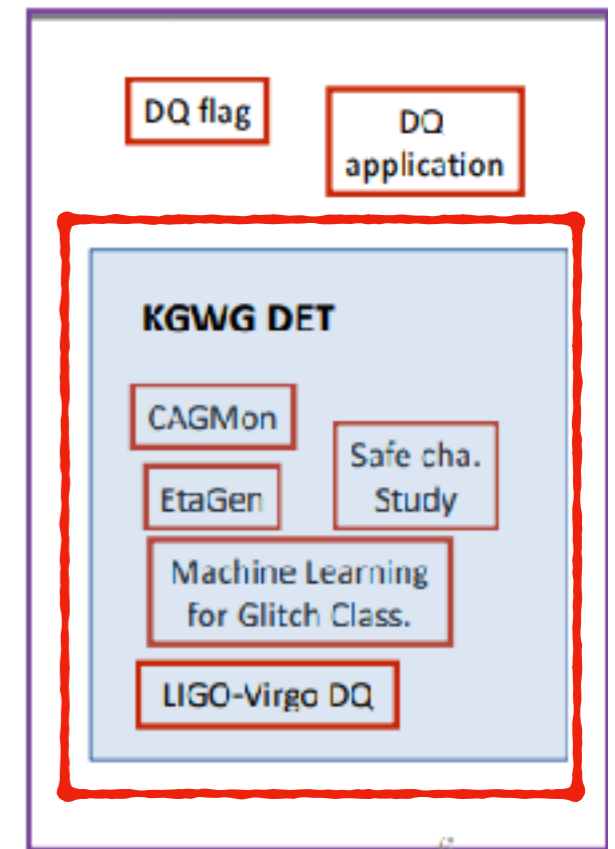 DQ flag
DQ
application
KGWG DET
CAGMon
Safe cha.
Study
EtaGen
Machine Learning
for Glitch Class.
LIGO-Virgo DQ